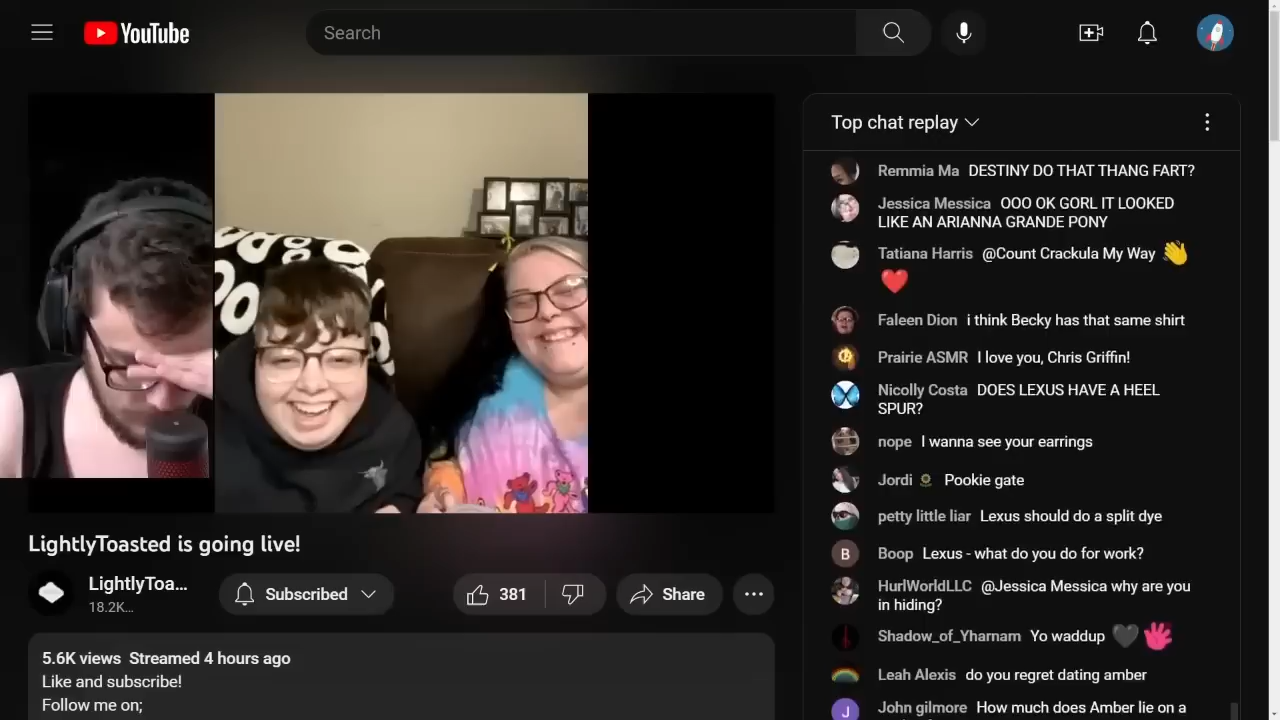 YouTube
Search
Top chat replay
Remmia Ma DESTINY DO THAT THANG FART?
Jessica Messica OOO OK GORL IT LOOKED
LIKE AN ARIANNA GRANDE PONY
Tatiana Harris @Count Crackula My Way 👋
❤️
Faleen Dion i think Becky has that same shirt
Prairie ASMR I love you, Chris Griffin!
Nicolly Costa DOES LEXUS HAVE A HEEL
SPUR?
nope I wanna see your earrings
Jordi 🌻 Pookie gate
petty little liar Lexus should do a split dye
B
Boop Lexus - what do you do for work?
HurlWorldLLC @Jessica Messica why are you
in hiding?
Shadow_of_Yharnam Yo waddup 🖤
Leah Alexis do you regret dating amber
J
John gilmore How much does Amber lie on a
LightlyToasted is going live!
LightlyToa...
18.2K...
Subscribed
381
Share
5.6K views Streamed 4 hours ago
Like and subscribe!
Follow me on;